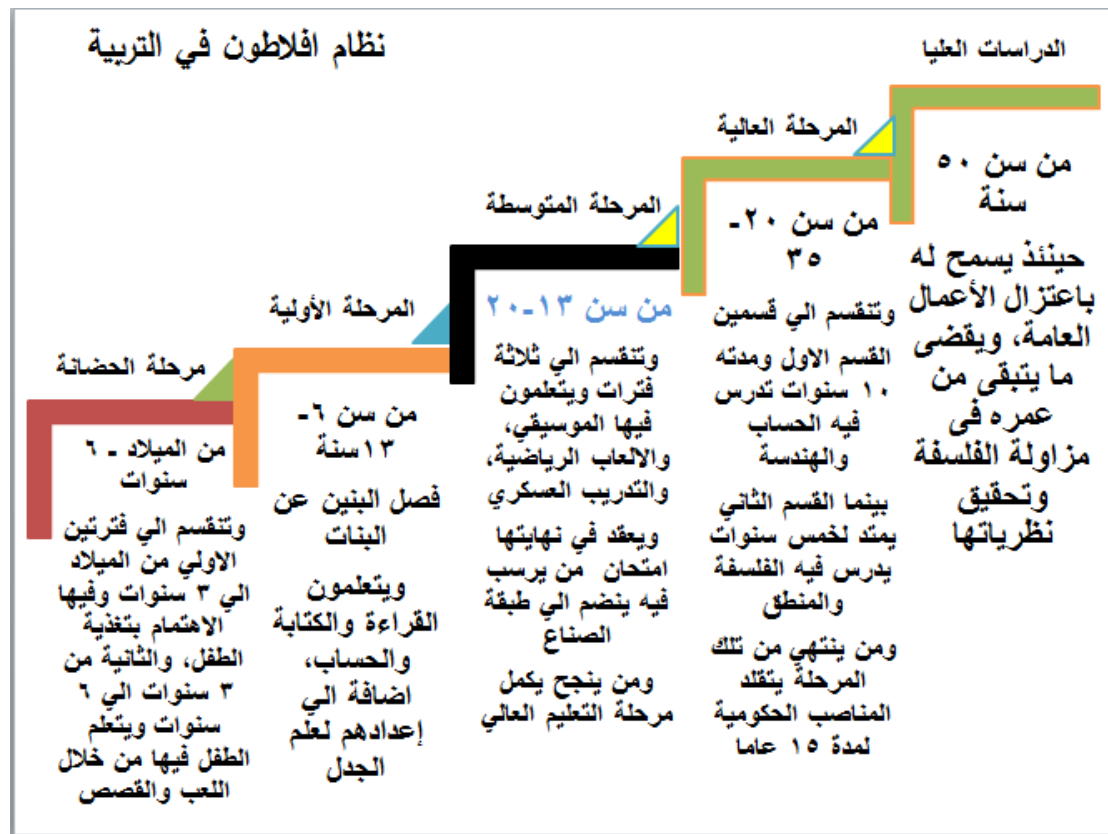 نظام افلاطون في التربية
مرحلة الحضانة
من الميلاد - ٦
سنوات
وتنقسم الي فترتين
الاولي من الميلاد
الي ٣ سنوات وفيها
الاهتمام بتغذية
الطفل، والثانية من
٣ سنوات الي ٦
سنوات ويتعلم
الطفل فيها من خلال
اللعب والقصص
المرحلة الأولية
من سن ٦-
١٣سنة
فصل البنين عن
البنات
ويتعلمون
القراءة والكتابة
والحساب،
اضافة الي
إعدادهم لعلم
الجدل
المرحلة المتوسطة
من سن ١٣-٢٠
وتنقسم الي ثلاثة
فترات ويتعلمون
فيها الموسيقي،
والالعاب الرياضية،
والتدريب العسكري
ويعقد في نهايتها
امتحان من يرسب
فيه ينضم الي طبقة
الصناع
ومن ينجح يكمل
مرحلة التعليم العالي
المرحلة العالية
من سن ٢٠-
٣٥
وتنقسم الي قسمين
القسم الاول ومدته
١٠ سنوات تدرس
فيه الحساب
والهندسة
بينما القسم الثاني
يمتد لخمس سنوات
يدرس فيه الفلسفة
والمنطق
ومن ينتهي من تلك
المرحلة يتقلد
المناصب الحكومية
لمدة ١٥ عاما
الدراسات العليا
من سن ٥٠
سنة
حينئذ يسمح له
باعتزال الأعمال
العامة، ويقضى
ما يتبقى من
عمره فى
مزاولة الفلسفة
وتحقيق
نظرياتها